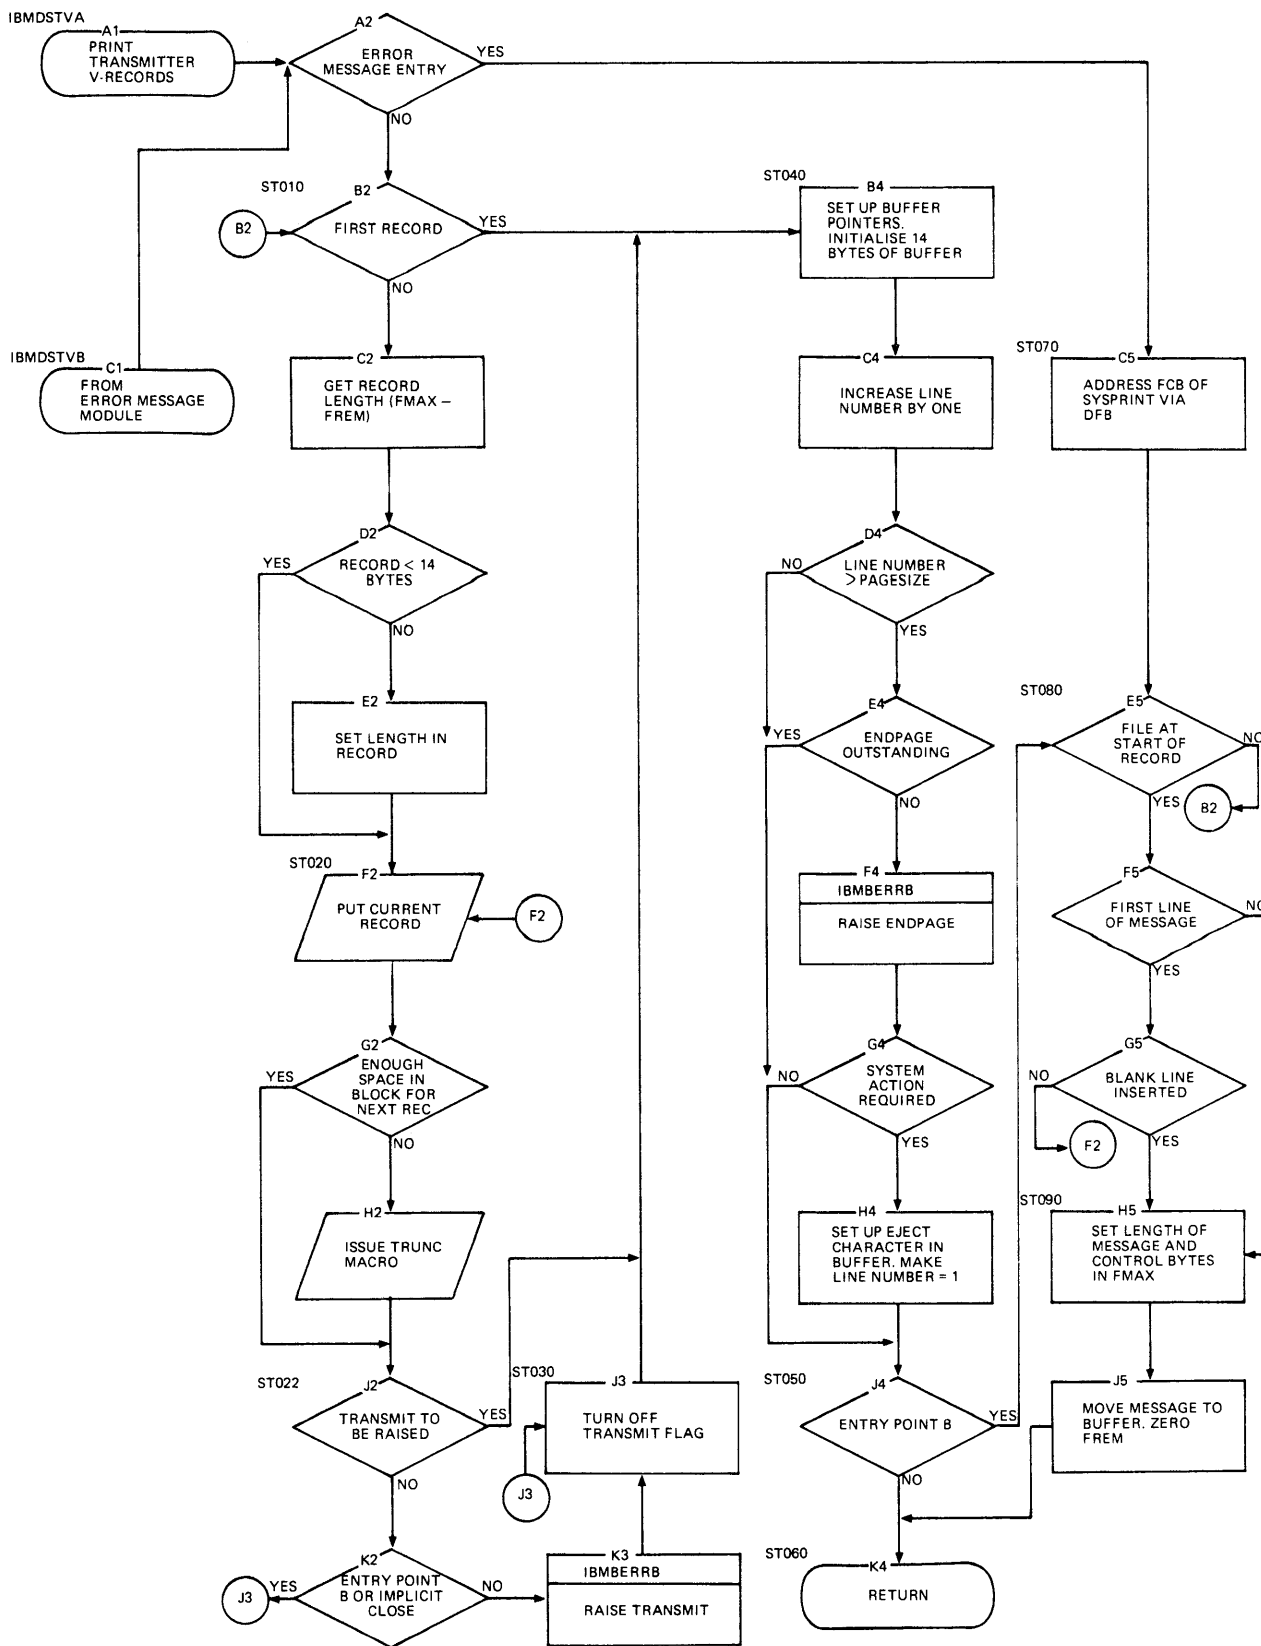 IBMDSTVA
A1
PRINT
TRANSMITTER
V-RECORDS
A2
ERROR
MESSAGE ENTRY
YES
NO
ST010
B2
B2
FIRST RECORD
YES
NO
ST040
B4
SET UP BUFFER
POINTERS.
INITIALISE 14
BYTES OF BUFFER
IBMDSTVB
C1
FROM
ERROR MESSAGE
MODULE
C2
GET RECORD
LENGTH (FMAX –
FREM)
C4
INCREASE LINE
NUMBER BY ONE
ST070
C5
ADDRESS FCB OF
SYSPRINT VIA
DFB
D2
YES
RECORD < 14
BYTES
NO
D4
NO
LINE NUMBER
> PAGESIZE
YES
E2
SET LENGTH IN
RECORD
E4
YES
ENDPAGE
OUTSTANDING
NO
ST080
E5
FILE AT
START OF
RECORD
NO
YES
B2
ST020
F2
PUT CURRENT
RECORD
F2
F4
IBMBERRB
RAISE ENDPAGE
F5
FIRST LINE
OF MESSAGE
NO
YES
G2
YES
ENOUGH
SPACE IN
BLOCK FOR
NEXT REC
NO
G4
NO
SYSTEM
ACTION
REQUIRED
YES
G5
NO
BLANK LINE
INSERTED
YES
F2
H2
ISSUE TRUNC
MACRO
H4
SET UP EJECT
CHARACTER IN
BUFFER. MAKE
LINE NUMBER = 1
ST090
H5
SET LENGTH OF
MESSAGE AND
CONTROL BYTES
IN FMAX
ST022
J2
TRANSMIT TO
BE RAISED
YES
NO
ST030
J3
TURN OFF
TRANSMIT FLAG
J3
ST050
J4
ENTRY POINT B
YES
NO
J5
MOVE MESSAGE TO
BUFFER. ZERO
FREM
J3
YES
K2
ENTRY POINT
B OR IMPLICIT
CLOSE
NO
K3
IBMBERRB
RAISE TRANSMIT
ST060
K4
RETURN